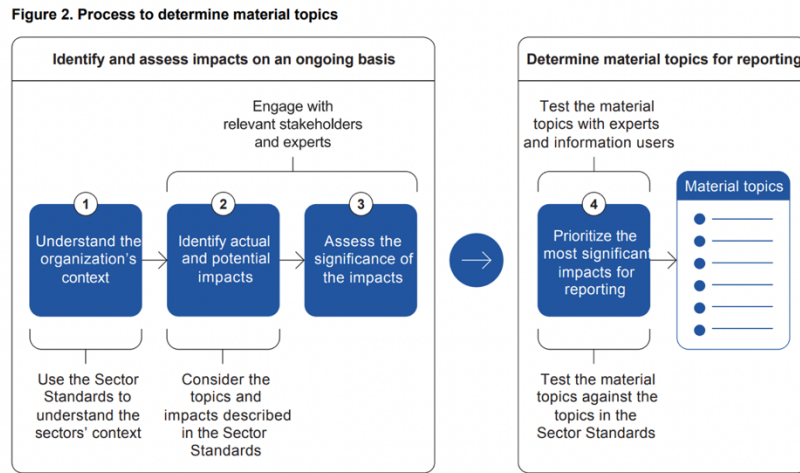 Figure 2. Process to determine material topics
Identify and assess impacts on an ongoing basis
Engage with
relevant stakeholders
and experts
1
Understand the
organization's
context
2
Identify actual
and potential
impacts
3
Assess the
significance of
the impacts
Use the Sector
Standards to
understand the
sectors' context
Consider the
topics and
impacts described
in the Sector
Standards
Determine material topics for reporting
Test the material
topics with experts
and information users
4
Prioritize the
most significant
impacts for
reporting
Material topics
Test the material
topics against the
topics in the
Sector Standards